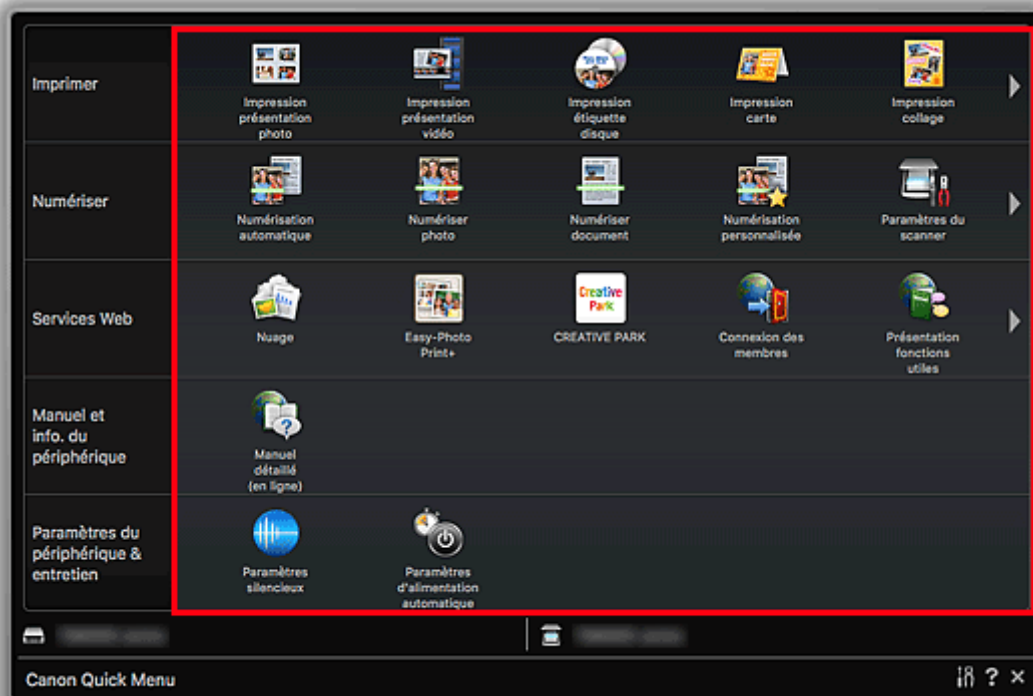 Imprimer
Impression
présentation
photo
Impression
présentation
vidéo
Impression
étiquette
disque
Impression
carte
Impression
collage
Numériser
Numérisation
automatique
Numériser
photo
Numériser
document
Numérisation
personnalisée
Paramètres du
scanner
Services Web
Nuage
Easy-Photo
Print+
Creative
Park
CREATIVE PARK
Connexion des
membres
Présentation
fonctions
utiles
Manuel et
info. du
périphérique
Manuel
détaillé
(en ligne)
Paramètres du
périphérique &
entretien
Paramètres
silencieux
Paramètres
d'alimentation
automatique
Canon Quick Menu